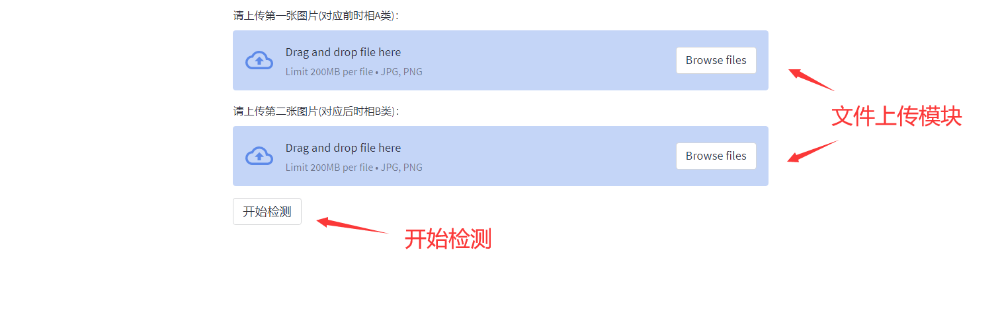 请上传第一张图片(对应前时相A类):
Drag and drop file here
Limit 200MB per file • JPG, PNG
Browse files
请上传第二张图片(对应后时相B类):
Drag and drop file here
Limit 200MB per file • JPG, PNG
Browse files
文件上传模块
开始检测
开始检测